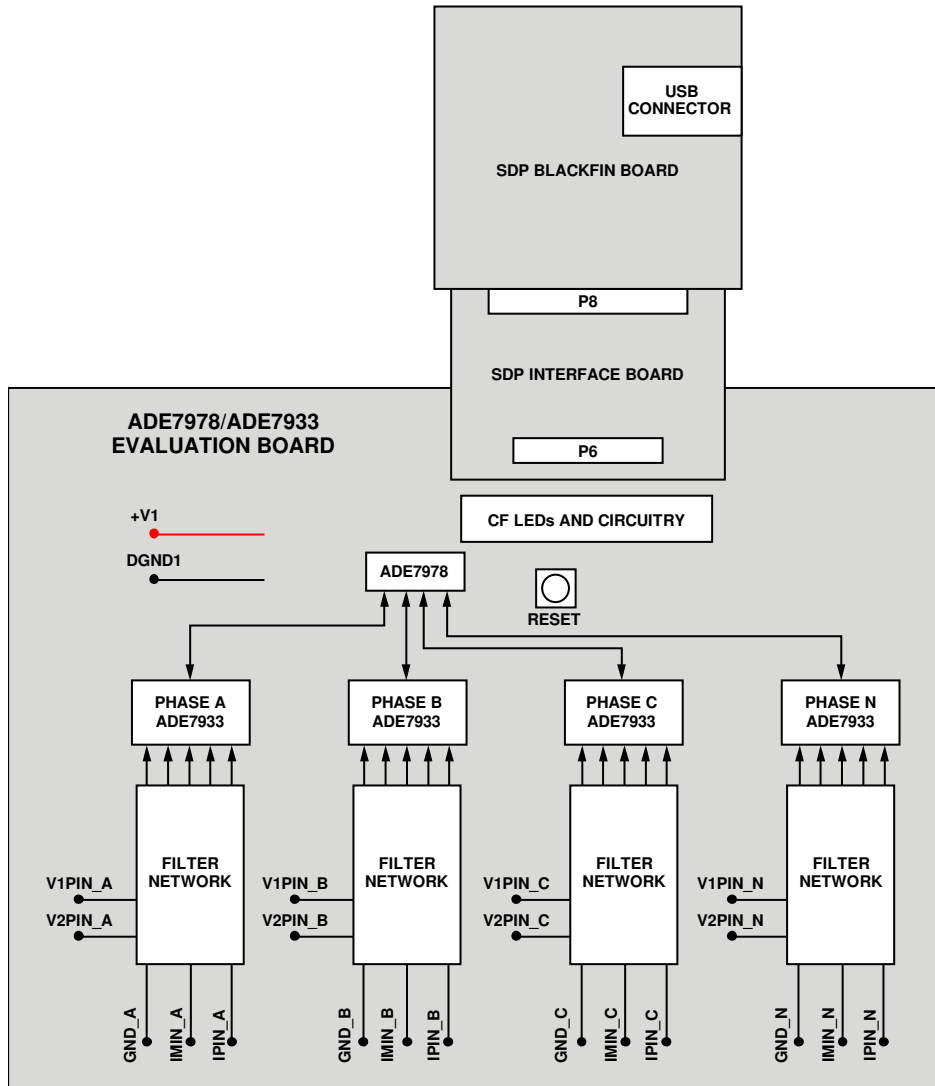 USB
CONNECTOR
SDP BLACKFIN BOARD
P8
SDP INTERFACE BOARD
ADE7978/ADE7933
EVALUATION BOARD
P6
+V1
CF LEDs AND CIRCUITRY
DGND1
ADE7978
RESET
PHASE A
ADE7933
PHASE B
ADE7933
PHASE C
ADE7933
PHASE N
ADE7933
FILTER
NETWORK
FILTER
NETWORK
FILTER
NETWORK
FILTER
NETWORK
V1PIN_A
V2PIN_A
V1PIN_B
V2PIN_B
V1PIN_C
V2PIN_C
V1PIN_N
V2PIN_N
GND_A
IMIN_A
IPIN_A
GND_B
IMIN_B
IPIN_B
GND_C
IMIN_C
IPIN_C
GND_N
IMIN_N
IPIN_N